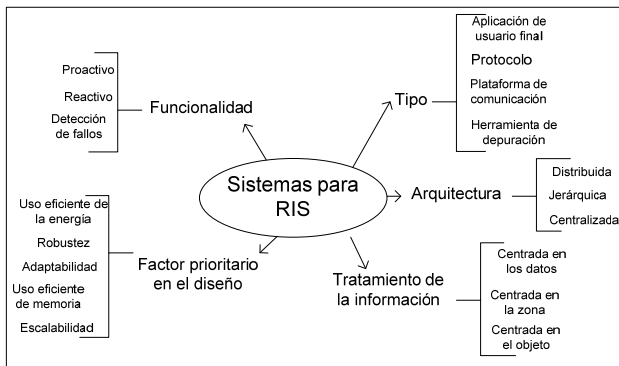 Sistemas para
RIS
Funcionalidad
Proactivo
Reactivo
Detección
de fallos
Tipo
Aplicación de
usuario final
Protocolo
Plataforma de
comunicación
Herramienta de
depuración
Arquitectura
Distribuida
Jerárquica
Centralizada
Tratamiento de
la información
Centrada en
los datos
Centrada en
la zona
Centrada en
el objeto
Factor prioritario
en el diseño
Uso eficiente de
la energía
Robustez
Adaptabilidad
Uso eficiente
de memoria
Escalabilidad